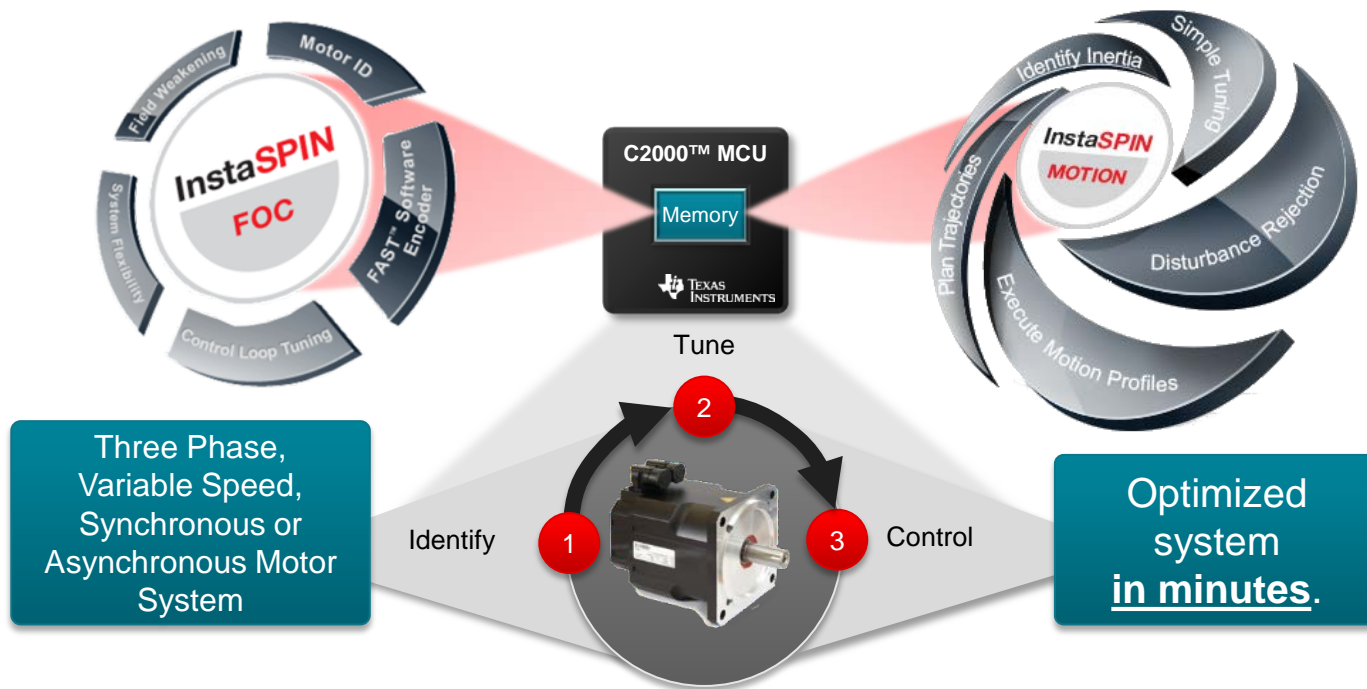 Motor ID
Field Weakening
InstaSPIN
FOC
FAST™ Software
Encoder
System Flexibility
Control Loop Tuning
C2000™ MCU
Memory
TEXAS
INSTRUMENTS
Simple Tuning
Identify Inertia
InstaSPIN
MOTION
Plan Trajectories
Disturbance Rejection
Execute Motion Profiles
Tune
2
Three Phase,
Variable Speed,
Synchronous or
Asynchronous Motor
System
Identify
1
3
Control
Optimized
system
in minutes.